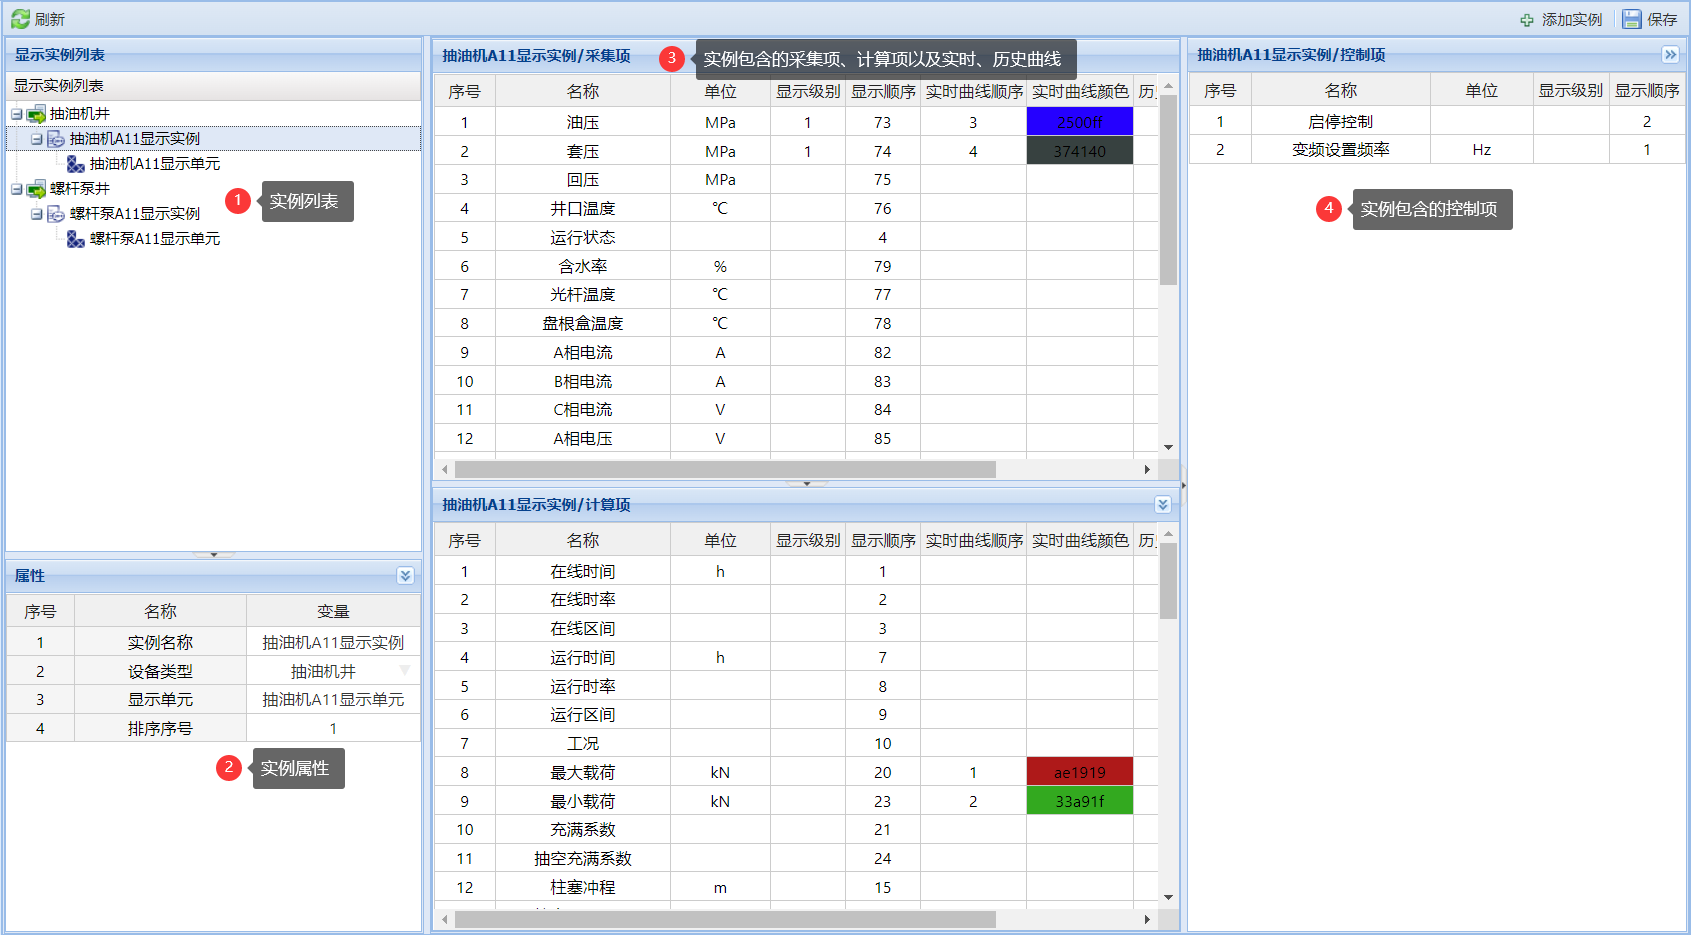 刷新
添加实例 保存
显示实例列表
显示实例列表
抽油机井
抽油机A11显示实例
抽油机A11显示单元
螺杆泵井
螺杆泵A11显示实例
螺杆泵A11显示单元
1 实例列表
属性
序号 名称 变量
1 实例名称 抽油机A11显示实例
2 设备类型 抽油机井
3 显示单元 抽油机A11显示单元
4 排序序号 1
2 实例属性
抽油机A11显示实例/采集项
3 实例包含的采集项、计算项以及实时、历史曲线
序号 名称 单位 显示级别 显示顺序 实时曲线顺序 实时曲线颜色 历
1 油压 MPa 1 73 3 2500ff
2 套压 MPa 1 74 4 374140
3 回压 MPa 75
4 井口温度 ℃ 76
5 运行状态 4
6 含水率 % 79
7 光杆温度 ℃ 77
8 盘根盒温度 ℃ 78
9 A相电流 A 82
10 B相电流 A 83
11 C相电流 V 84
12 A相电压 V 85
抽油机A11显示实例/计算项
序号 名称 单位 显示级别 显示顺序 实时曲线顺序 实时曲线颜色 历
1 在线时间 h 1
2 在线时率 2
3 在线区间 3
4 运行时间 h 7
5 运行时率 8
6 运行区间 9
7 工况 10
8 最大载荷 kN 20 1 ae1919
9 最小载荷 kN 23 2 33a91f
10 充满系数 21
11 抽空充满系数 24
12 柱塞冲程 m 15
抽油机A11显示实例/控制项
序号 名称 单位 显示级别 显示顺序
1 启停控制 2
2 变频设置频率 Hz 1
4 实例包含的控制项